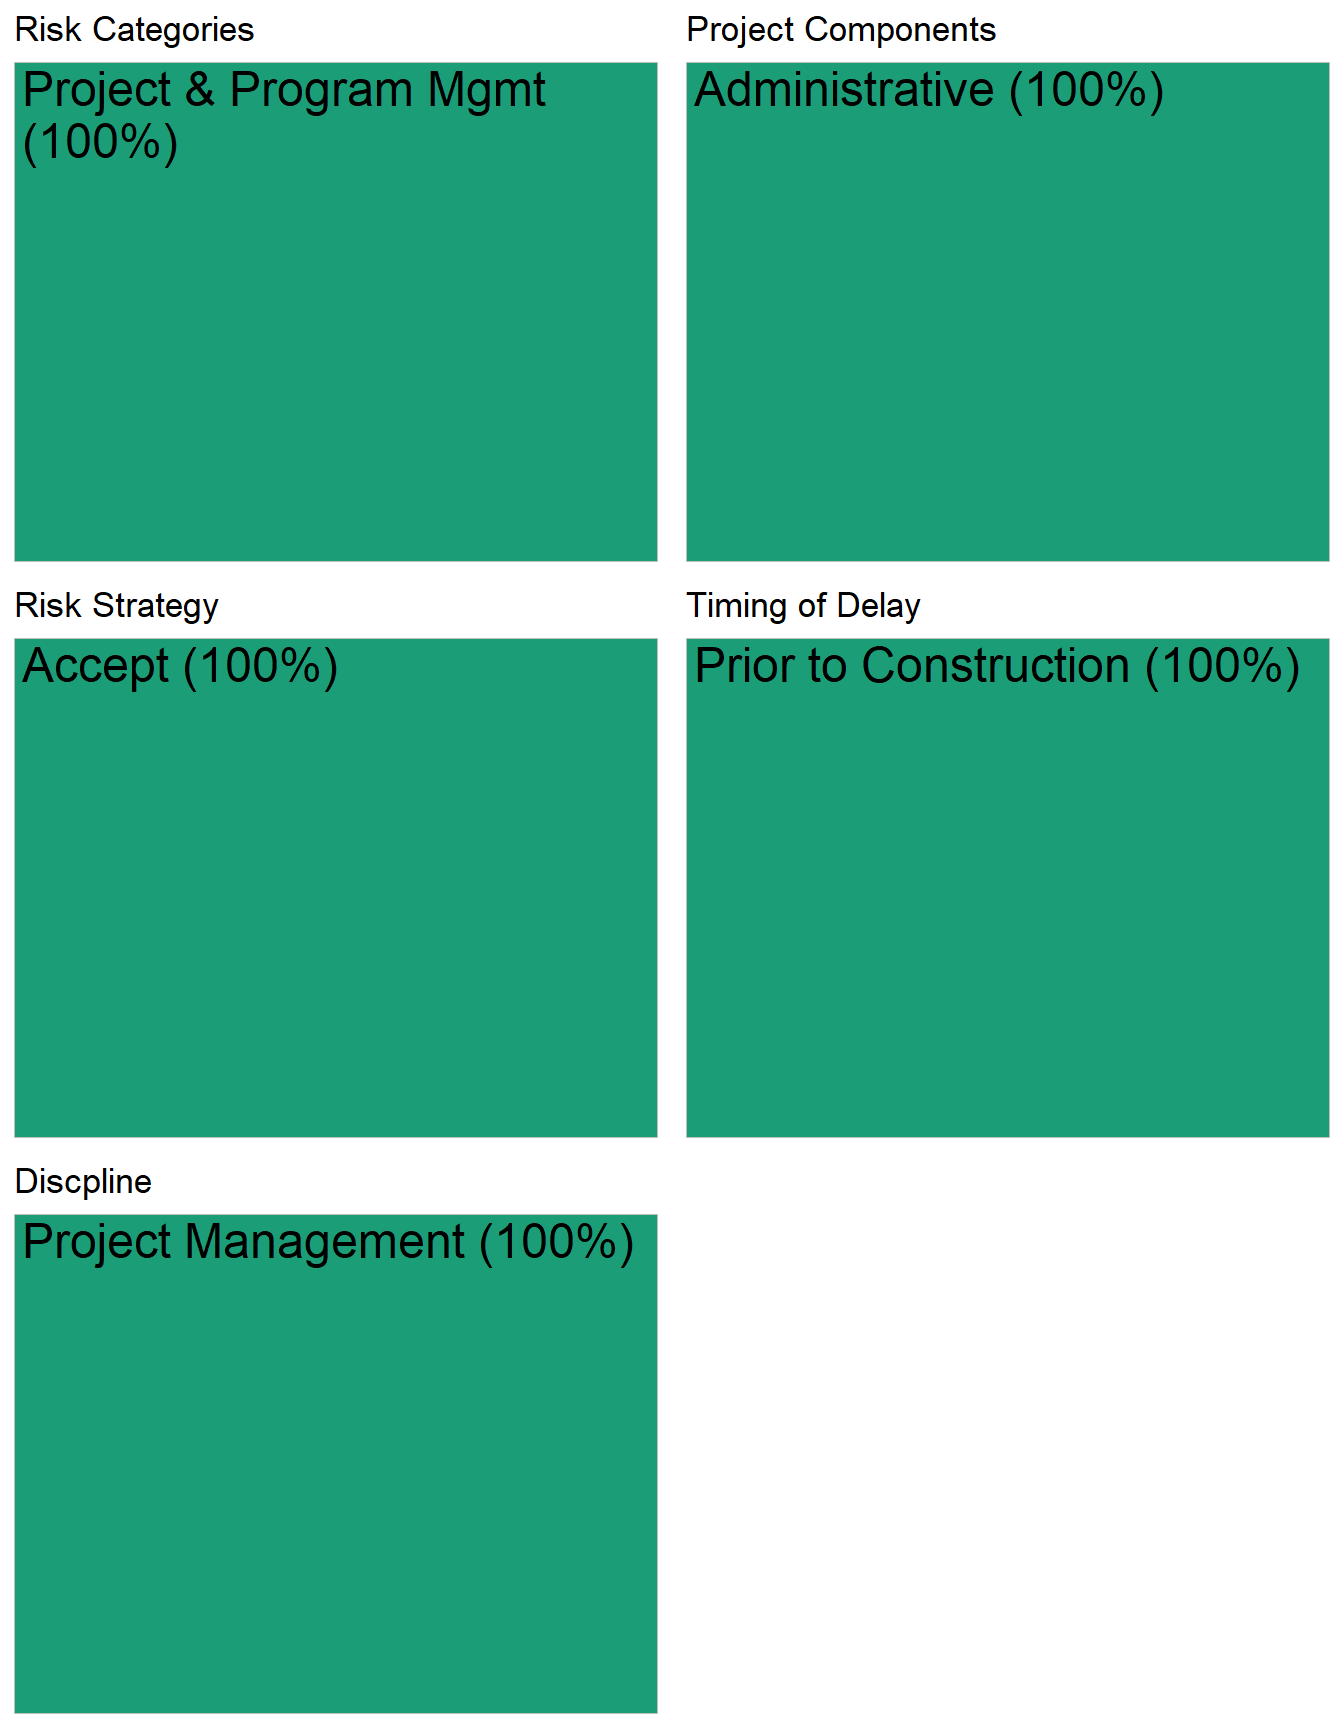 Risk Categories
Project & Program Mgmt
(100%)
Project Components
Administrative (100%)
Risk Strategy
Accept (100%)
Timing of Delay
Prior to Construction (100%)
Discpline
Project Management (100%)